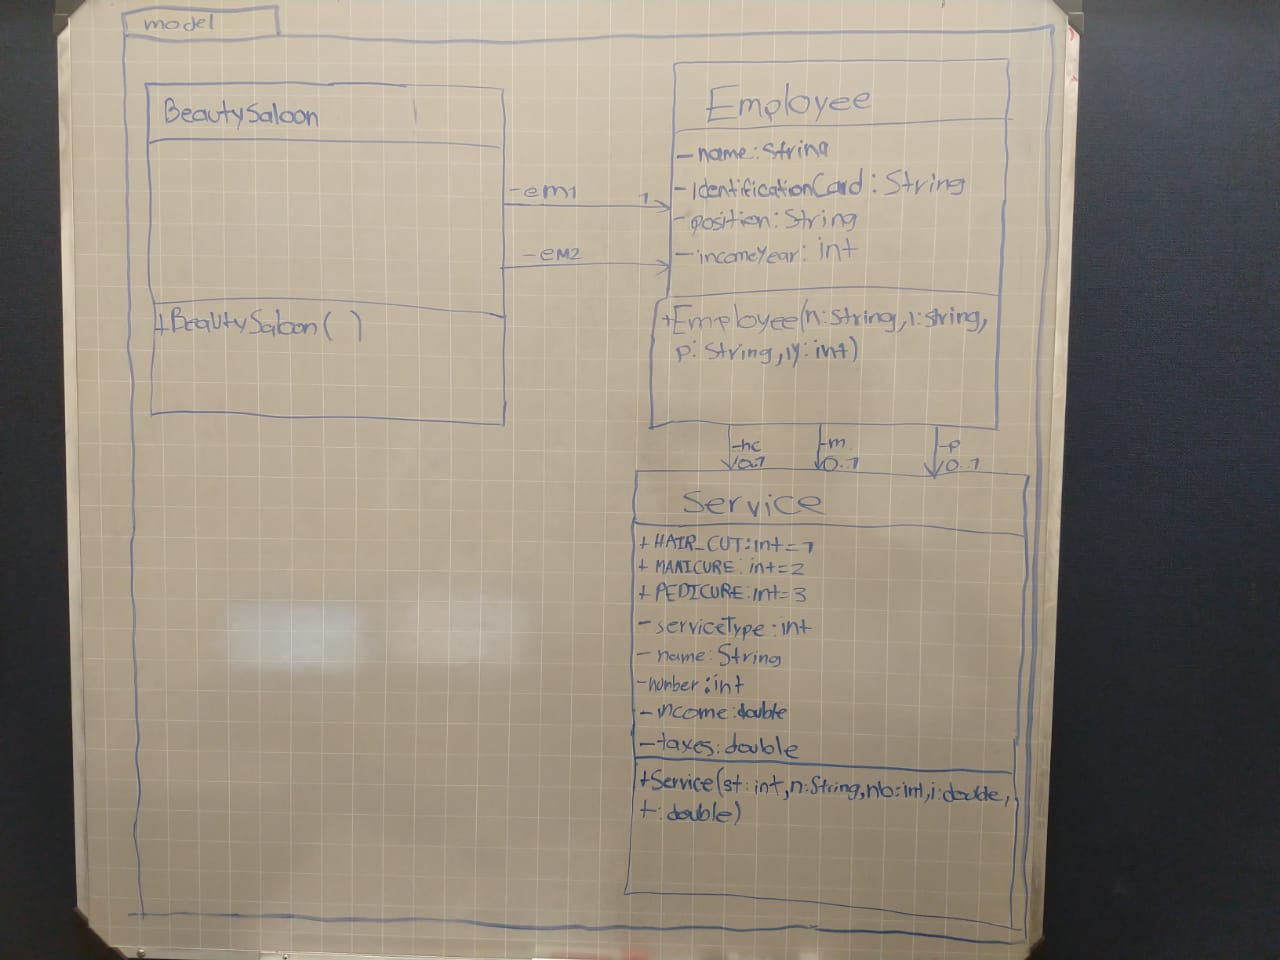 model
BeautySaloon
+BeautySaloon( )
-em1 1
-em2
Employee
-name: String
-identificationCard: String
-position: String
-incomeYear: int
+Employee(n: String, i: String,
p: String, iy: int)
-hc
0..1
-m
0..1
-p
0..1
Service
+ HAIR_CUT: int = 1
+ MANICURE: int = 2
+ PEDICURE: int = 3
- serviceType: int
- name: String
- number: int
- income: double
- taxes: double
+Service(st: int, n: String, nb: int, i: double,
t: double)